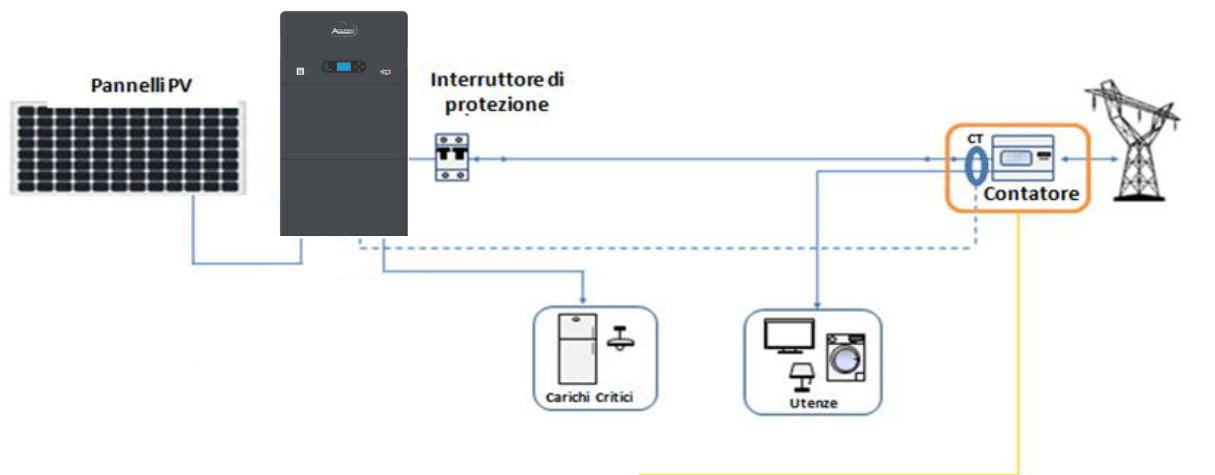 Pannelli PV
Interruttore di
protezione
CT
Contatore
Carichi Critici
Utenze